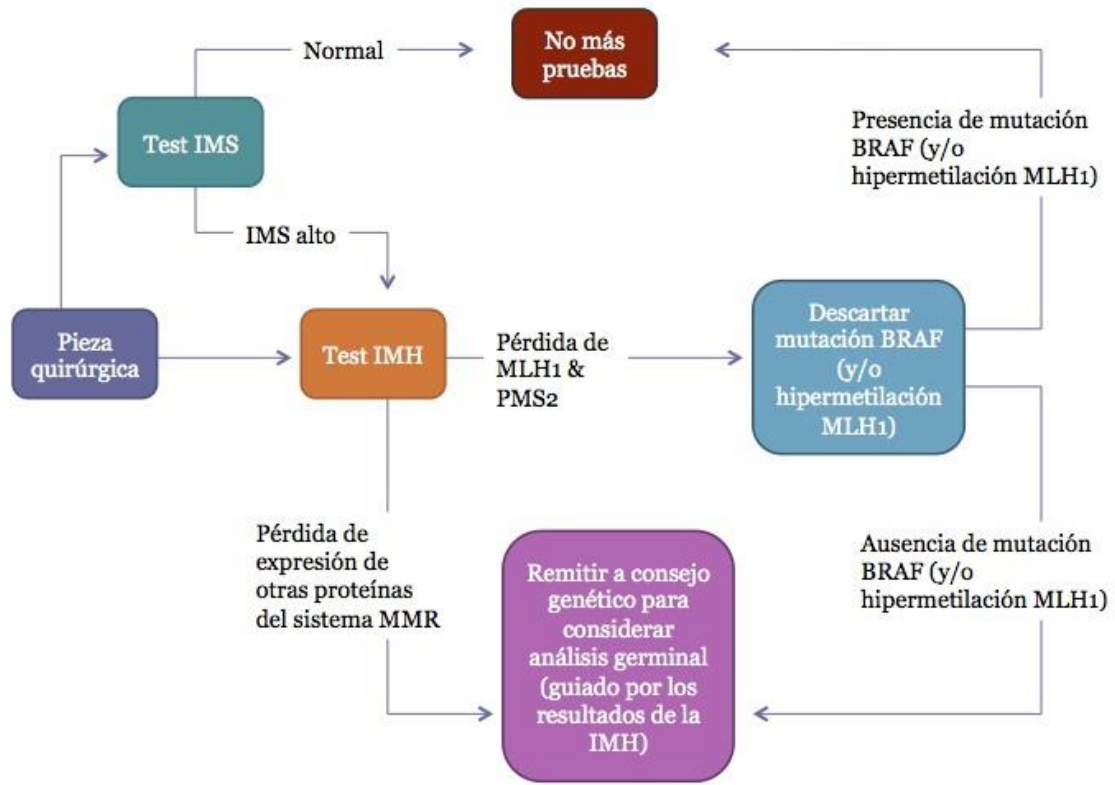 Normal
No más
pruebas
Test IMS
Presencia de mutación
BRAF (y/o
hipermetilación MLH1)
IMS alto
Pieza
quirúrgica
Test IMH
Pérdida de
MLH1 &
PMS2
Descartar
mutación BRAF
(y/o
hipermetilación
MLH1)
Pérdida de
expresión de
otras proteínas
del sistema MMR
Remitir a consejo
genético para
considerar
análisis germinal
(guiado por los
resultados de la
IMH)
Ausencia de mutación
BRAF (y/o
hipermetilación MLH1)